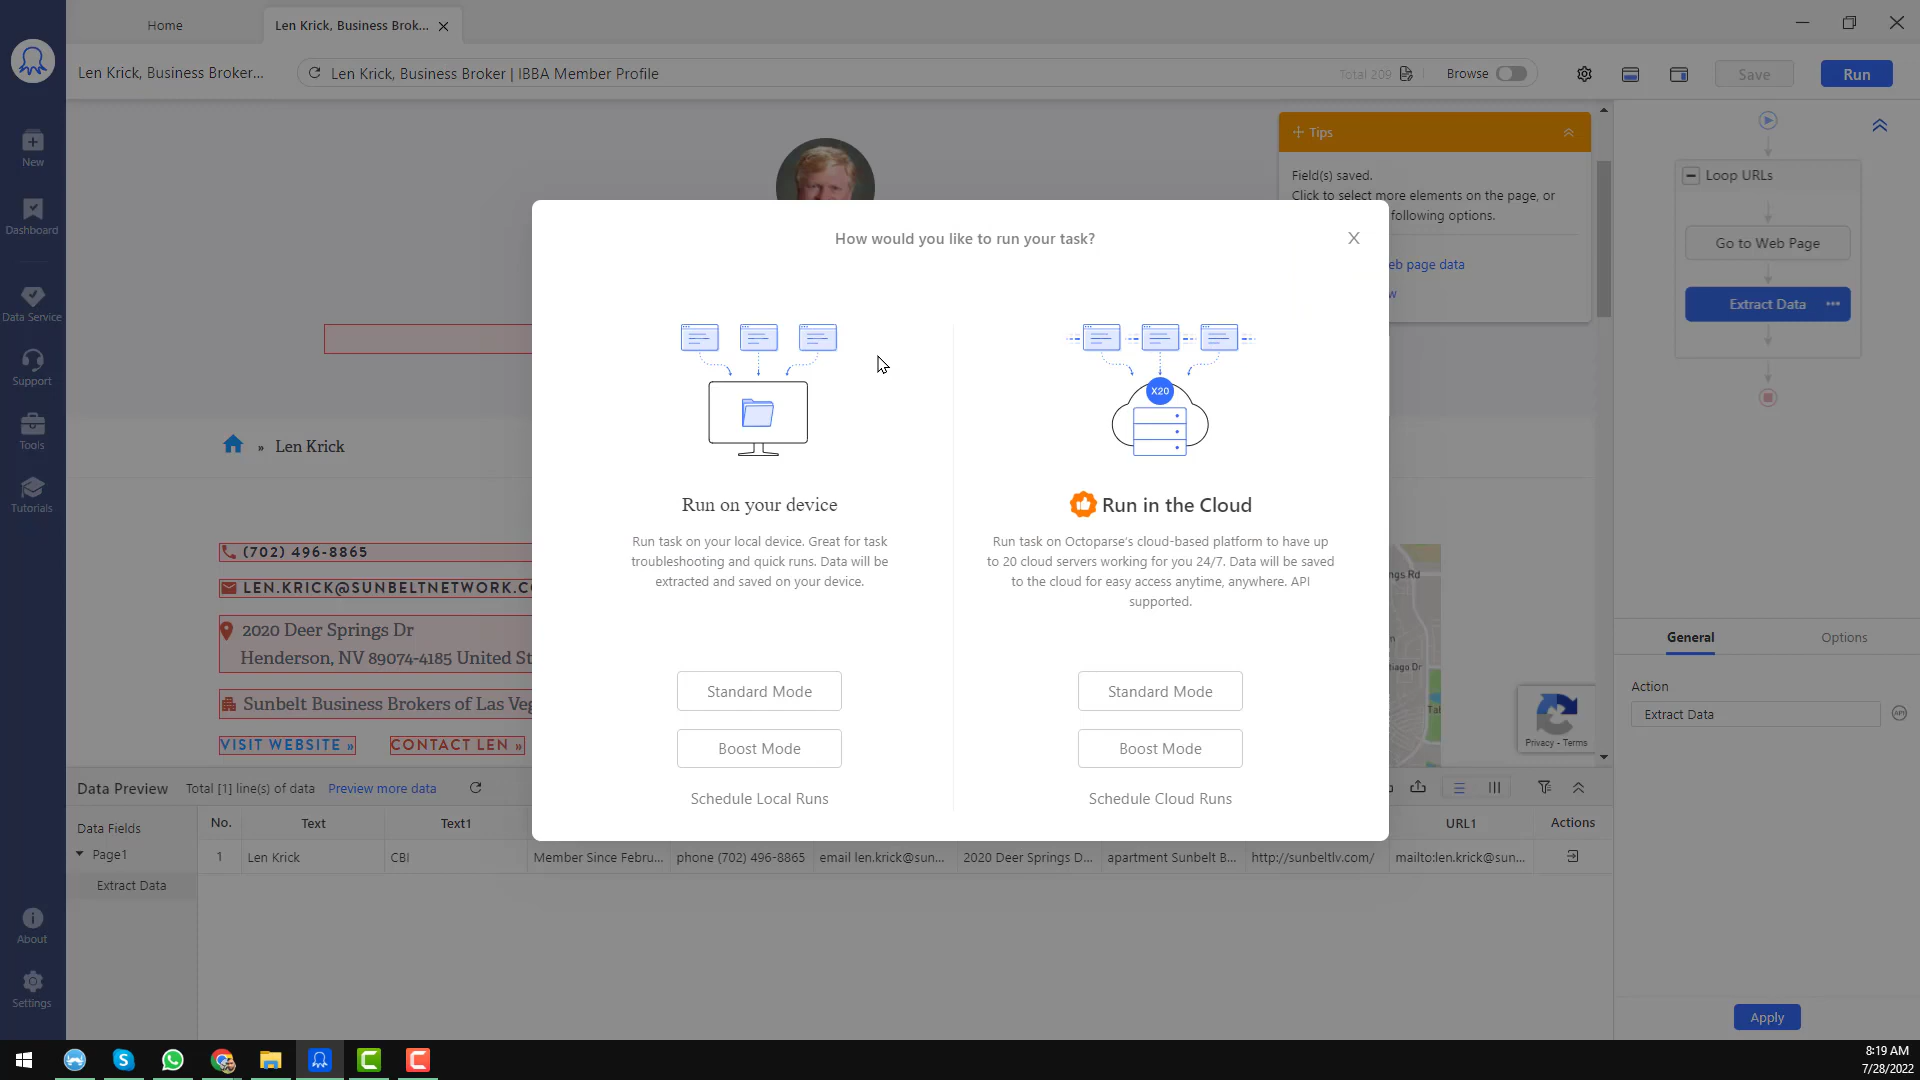 Home
Len Krick, Business Brok...
Len Krick, Business Broker...
Len Krick, Business Broker | IBBA Member Profile
Total 209
Browse
Save
Run
New
Dashboard
Data Service
Support
Tools
Tutorials
About
Settings
Tips
Field(s) saved.
Click to select more elements on the page, or
following options.
eb page data
w
Loop URLs
Go to Web Page
Extract Data
How would you like to run your task?
X
X20
Run on your device
Run task on your local device. Great for task
troubleshooting and quick runs. Data will be
extracted and saved on your device.
Standard Mode
Boost Mode
Schedule Local Runs
Run in the Cloud
Run task on Octoparse's cloud-based platform to have up
to 20 cloud servers working for you 24/7. Data will be saved
to the cloud for easy access anytime, anywhere. API
supported.
Standard Mode
Boost Mode
Schedule Cloud Runs
» Len Krick
(702) 496-8865
LEN.KRICK@SUNBELTNETWORK.C
2020 Deer Springs Dr
Henderson, NV 89074-4185 United St
Sunbelt Business Brokers of Las Veg
VISIT WEBSITE »
CONTACT LEN »
ngs Rd
tiago Dr
Tal
Privacy - Terms
General
Options
Action
Extract Data
API
Apply
Data Preview
Total [1] line(s) of data
Preview more data
Data Fields
Page1
Extract Data
No.
Text
Text1
URL1
Actions
1
Len Krick
CBI
Member Since Febru...
phone (702) 496-8865
email len.krick@sun...
2020 Deer Springs D...
apartment Sunbelt B...
http://sunbeltlv.com/
mailto:len.krick@sun...
8:19 AM
7/28/2022